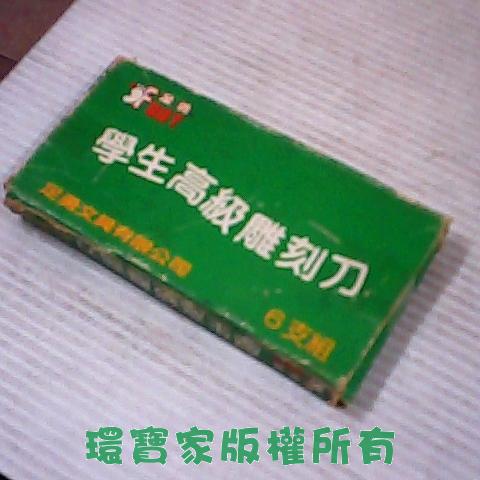 學生高級雕刻刀
文具有限公司
6支組
環寶家版權所有